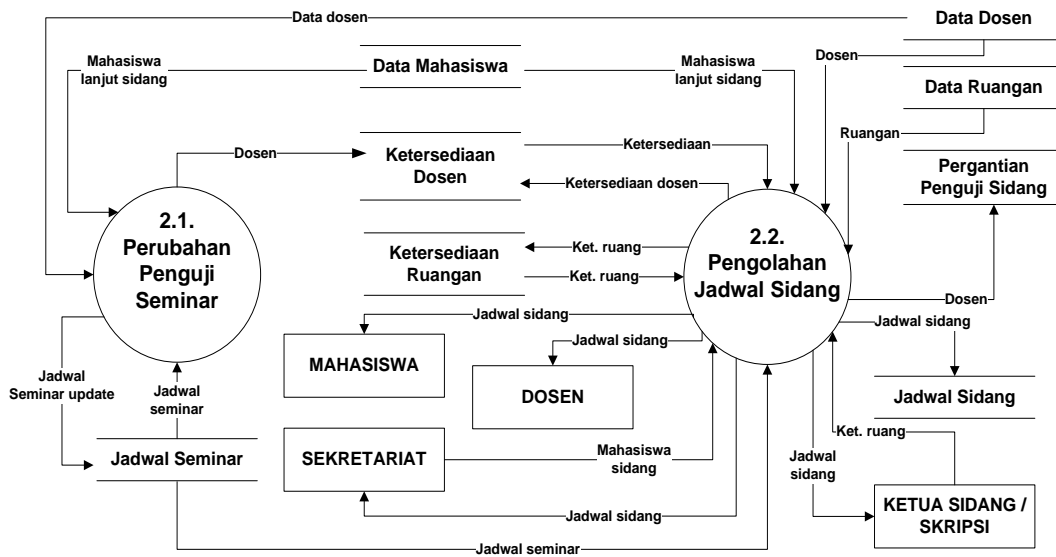 Data dosen
Data Dosen
Mahasiswa
lanjut sidang
Data Mahasiswa
Mahasiswa
lanjut sidang
Dosen
Data Ruangan
Ruangan
Dosen
Ketersediaan
Dosen
Ketersediaan
Ketersediaan dosen
Pergantian
Penguji Sidang
2.1.
Perubahan
Penguji
Seminar
Ketersediaan
Ruangan
Ket. ruang
Ket. ruang
2.2.
Pengolahan
Jadwal Sidang
Dosen
Jadwal sidang
Jadwal sidang
Jadwal sidang
MAHASISWA
DOSEN
Jadwal Sidang
Jadwal
Seminar update
Jadwal
seminar
Jadwal Seminar
SEKRETARIAT
Mahasiswa
sidang
Ket. ruang
Jadwal
sidang
KETUA SIDANG /
SKRIPSI
Jadwal sidang
Jadwal seminar